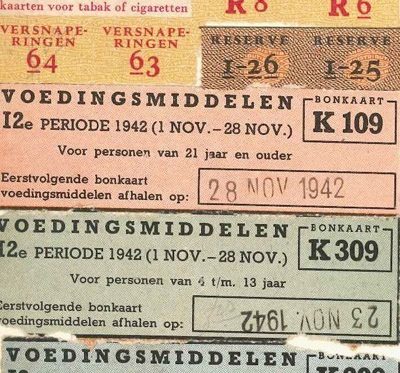 kaarten voor tabak of cigaretten
R 8
R 6
VERSNAPE-
RINGEN
64
VERSNAPE-
RINGEN
63
RESERVE
1-26
RESERVE
1-25
VOEDINGSMIDDELEN
12e PERIODE 1942 (1 NOV.–28 NOV.)
Voor personen van 21 jaar en ouder
Eerstvolgende bonkaart
voedingsmiddelen afhalen op:
28 NOV 1942
BONKAART
K 109
VOEDINGSMIDDELEN
12e PERIODE 1942 (1 NOV.–28 NOV.)
Voor personen van 4 t/m. 13 jaar
Eerstvolgende bonkaart
voedingsmiddelen afhalen op:
23 NOV. 1942
BONKAART
K 309
VOEDINGSMIDDELEN
BONKAART